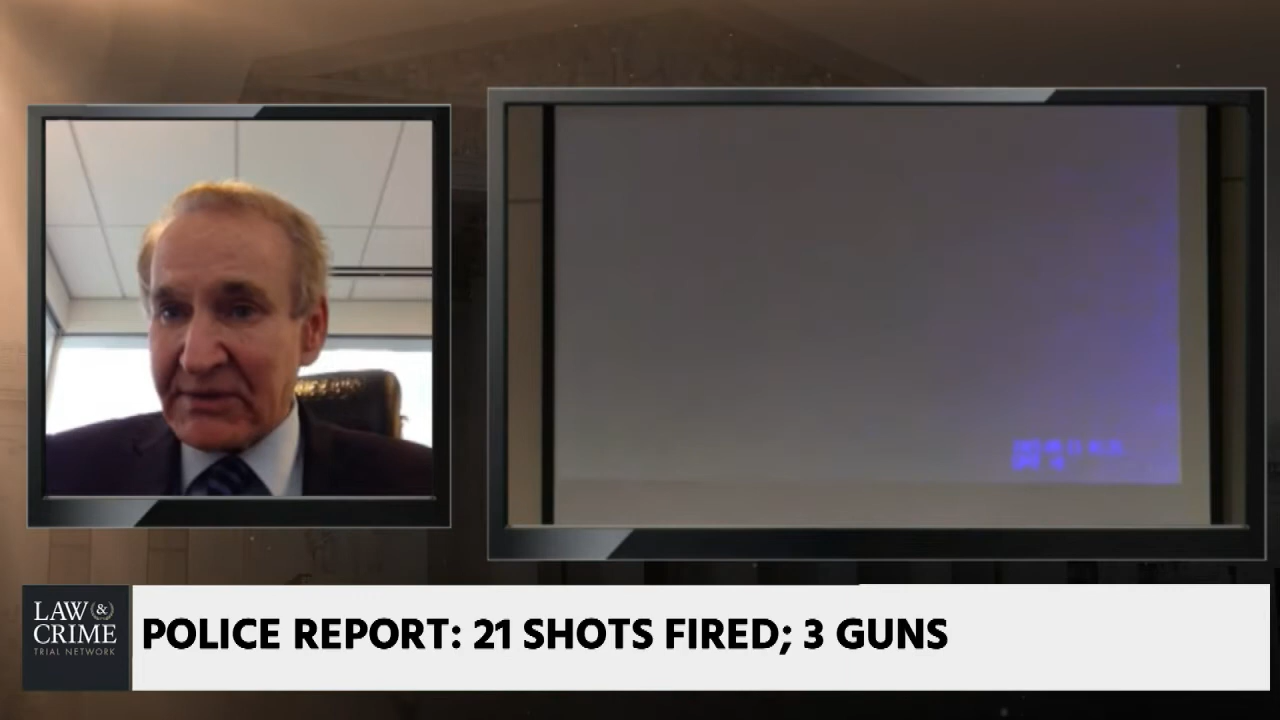 LAW &
CRIME
TRIAL NETWORK
POLICE REPORT: 21 SHOTS FIRED; 3 GUNS